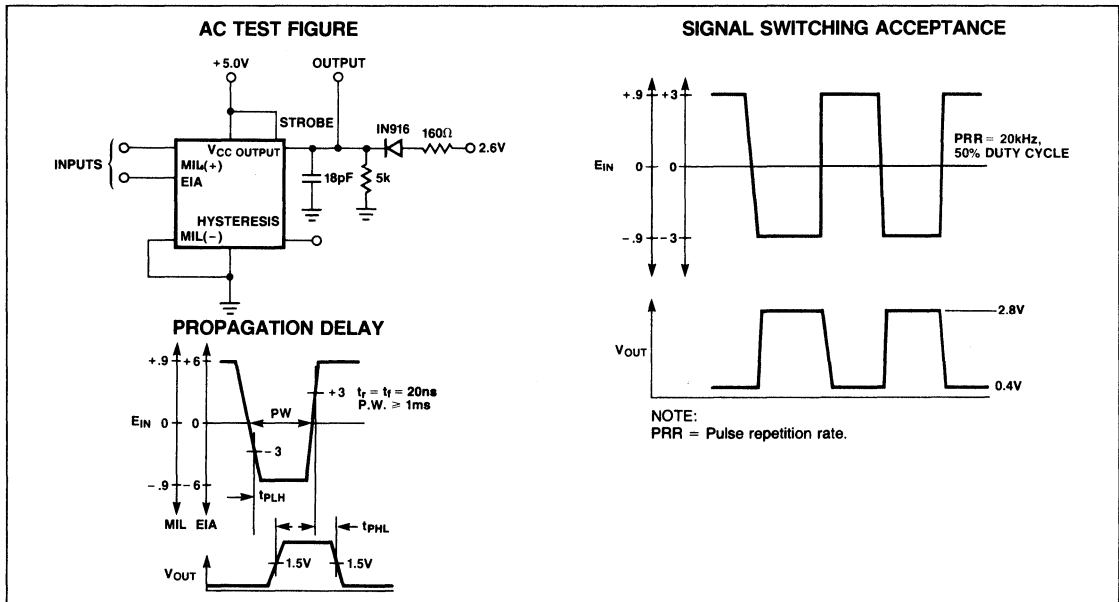 AC TEST FIGURE
+5.0V
OUTPUT
STROBE
IN916
160Ω
2.6V
INPUTS
VCC OUTPUT
MIL(+)
EIA
18pF
5k
HYSTERESIS
MIL(−)
PROPAGATION DELAY
+.9 +6
tr = tf = 20ns
P.W. ≥ 1ms
+3
PW
EIN 0 0
−3
−.9 −6
tPLH
MIL EIA
tPHL
1.5V 1.5V
VOUT
SIGNAL SWITCHING ACCEPTANCE
+.9 +3
PRR = 20kHz,
50% DUTY CYCLE
EIN 0 0
−.9 −3
2.8V
VOUT
0.4V
NOTE:
PRR = Pulse repetition rate.